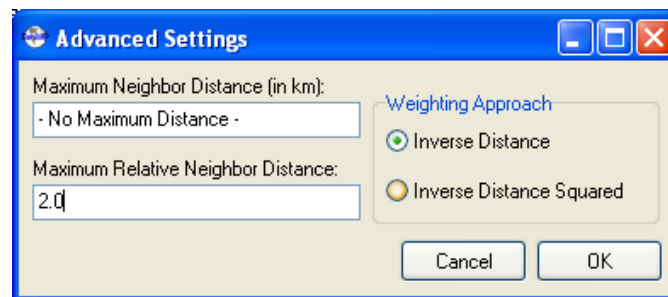 Advanced Settings
Maximum Neighbor Distance (in km):
- No Maximum Distance -
Maximum Relative Neighbor Distance:
2.0
Weighting Approach
Inverse Distance
Inverse Distance Squared
Cancel
OK